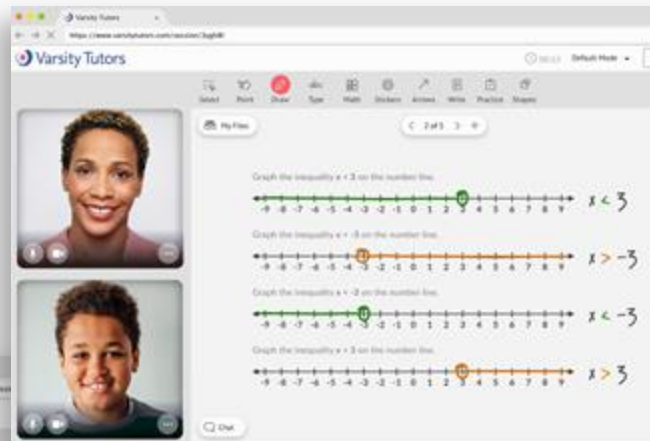 Varsity Tutors
Varsity Tutors
Default Mode
Select Point Draw Type Math Stickers Arrows Write Practice Shapes
My Files
2 of 5
Graph the inequality x < 3 on the number line.
-9 -8 -7 -6 -5 -4 -3 -2 -1 0 1 2 3 4 5 6 7 8 9
x < 3
Graph the inequality x > -3 on the number line.
-9 -8 -7 -6 -5 -4 -3 -2 -1 0 1 2 3 4 5 6 7 8 9
x > -3
Graph the inequality x < -3 on the number line.
-9 -8 -7 -6 -5 -4 -3 -2 -1 0 1 2 3 4 5 6 7 8 9
x < -3
Graph the inequality x > 3 on the number line.
-9 -8 -7 -6 -5 -4 -3 -2 -1 0 1 2 3 4 5 6 7 8 9
x > 3
Chat